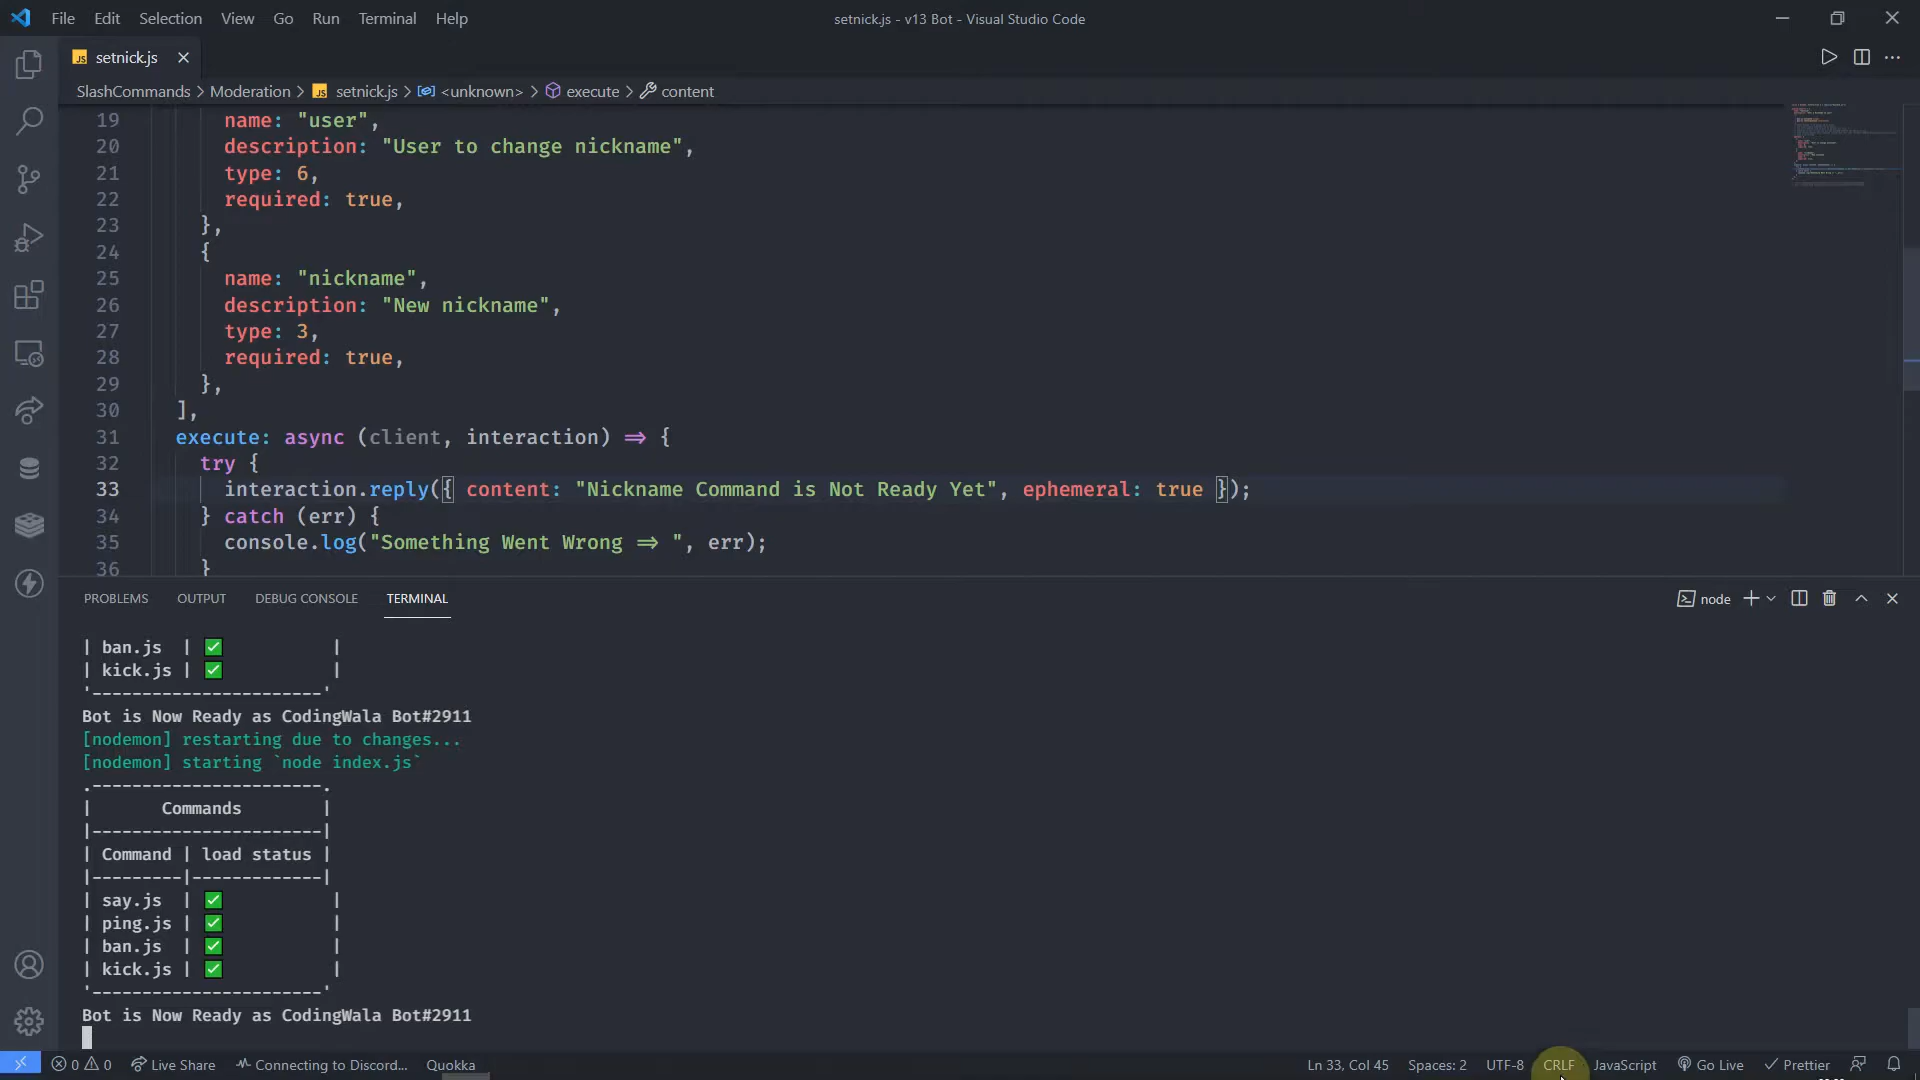 File Edit Selection View Go Run Terminal Help
setnick.js - v13 Bot - Visual Studio Code
JS setnick.js
SlashCommands > Moderation > JS setnick.js > <unknown> > execute > content
19 name: "user",
20 description: "User to change nickname",
21 type: 6,
22 required: true,
23 },
24 {
25 name: "nickname",
26 description: "New nickname",
27 type: 3,
28 required: true,
29 },
30 ],
31 execute: async (client, interaction) => {
32 try {
33 interaction.reply({ content: "Nickname Command is Not Ready Yet", ephemeral: true });
34 } catch (err) {
35 console.log("Something Went Wrong => ", err);
36 }
PROBLEMS OUTPUT DEBUG CONSOLE TERMINAL
node
| ban.js | ✅ |
| kick.js | ✅ |
'-----------------------'
Bot is Now Ready as CodingWala Bot#2911
[nodemon] restarting due to changes...
[nodemon] starting `node index.js`
.-----------------------.
| Commands |
|-----------------------|
| Command | load status |
|---------|-------------|
| say.js | ✅ |
| ping.js | ✅ |
| ban.js | ✅ |
| kick.js | ✅ |
'-----------------------'
Bot is Now Ready as CodingWala Bot#2911
0 0 Live Share Connecting to Discord... Quokka
Ln 33, Col 45 Spaces: 2 UTF-8 CRLF JavaScript Go Live Prettier